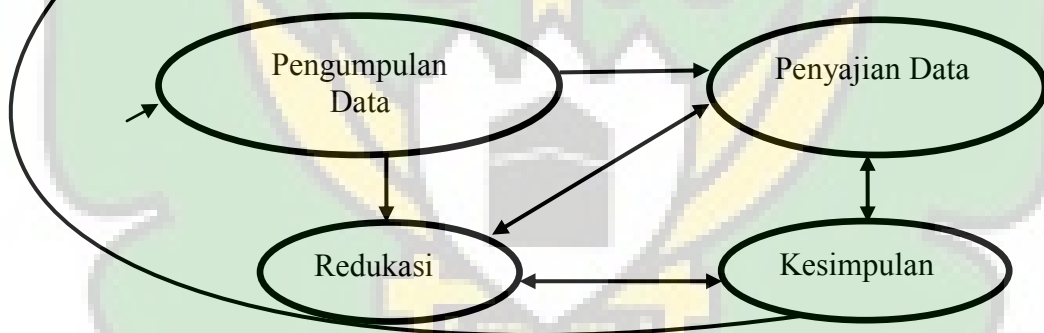 Pengumpulan
Data
Penyajian Data
Redukasi
Kesimpulan